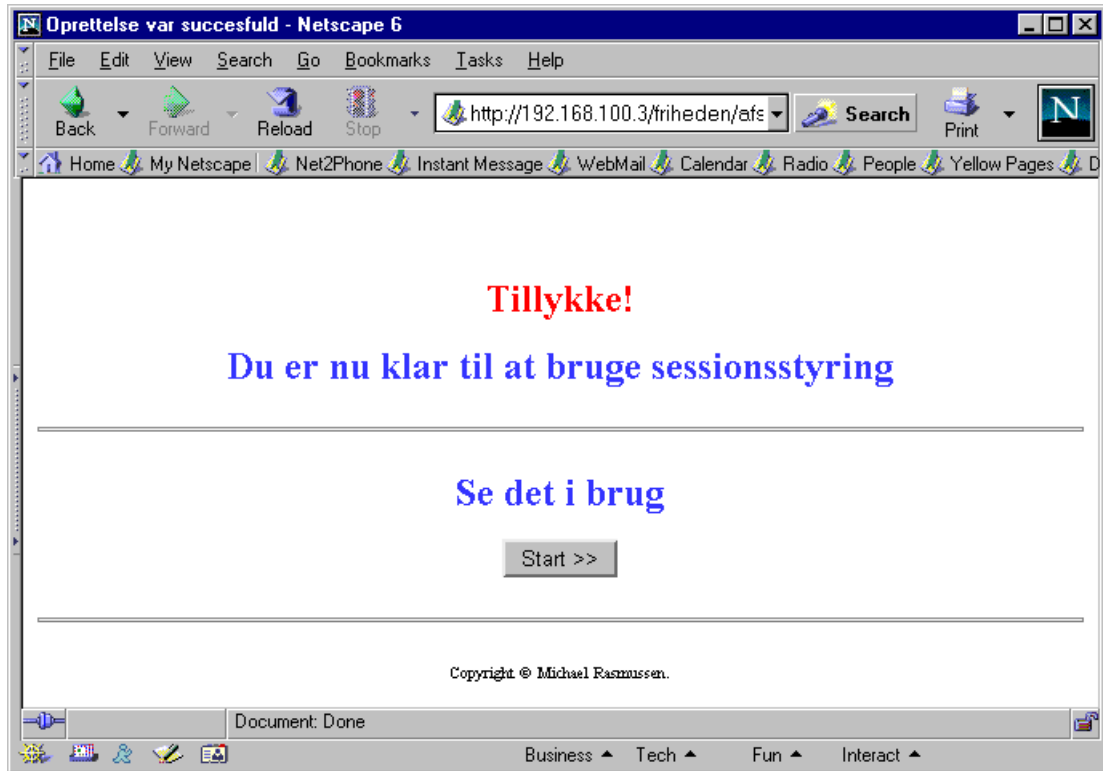 Oprettelse var succesfuld - Netscape 6
File Edit View Search Go Bookmarks Tasks Help
Back Forward Reload Stop http://192.168.100.3/friheden/afs Search Print N
Home My Netscape Net2Phone Instant Message WebMail Calendar Radio People Yellow Pages D
Tillykke!
Du er nu klar til at bruge sessionsstyring
Se det i brug
Start >>
Copyright © Michael Rasmussen.
Document: Done
Business Tech Fun Interact